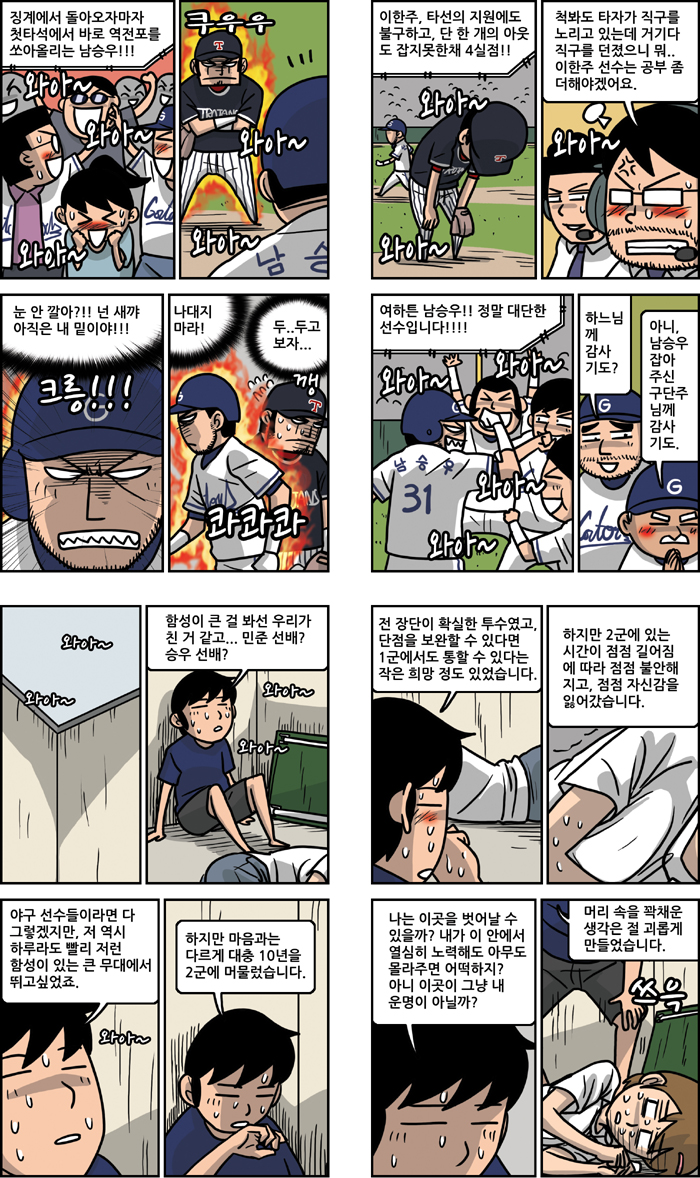 징계에서 돌아오자마자
첫타석에서 바로 역전포를
쏘아올리는 남승우!!!
와아~
와아~
와아~
쿠우우
T
TRATANS
와아~
와아~
남승
눈 안 깔아?!! 넌 새꺄
아직은 내 밑이야!!!
크릉!!!
나대지
마라!
두..두고
보자...
깽
G
T
콰콰콰
이한주, 타선의 지원에도
불구하고, 단 한 개의 아웃
도 잡지못한채 4실점!!
와아~
와아~
T
척봐도 타자가 직구를
노리고 있는데 거기다
직구를 던졌으니 뭐..
이한주 선수는 공부 좀
더해야겠어요.
와아~
여하튼 남승우!! 정말 대단한
선수입니다!!!!
와아~
와아~
와아~
와아~
남승우
31
하느님
께
감사
기도?
아니,
남승우
잡아
주신
구단주
님께
감사
기도.
G
G
Gators
와아~
와아~
함성이 큰 걸 봐선 우리가
친 거 같고... 민준 선배?
승우 선배?
와아~
와아~
야구 선수들이라면 다
그렇겠지만, 저 역시
하루라도 빨리 저런
함성이 있는 큰 무대에서
뛰고싶었죠.
와아~
하지만 마음과는
다르게 대충 10년을
2군에 머물렀습니다.
전 장단이 확실한 투수였고,
단점을 보완할 수 있다면
1군에서도 통할 수 있다는
작은 희망 정도 있었습니다.
하지만 2군에 있는
시간이 점점 길어짐
에 따라 점점 불안해
지고, 점점 자신감을
잃어갔습니다.
나는 이곳을 벗어날 수
있을까? 내가 이 안에서
열심히 노력해도 아무도
몰라주면 어떡하지?
아니 이곳이 그냥 내
운명이 아닐까?
머리 속을 꽉채운
생각은 절 괴롭게
만들었습니다.
쓰윽